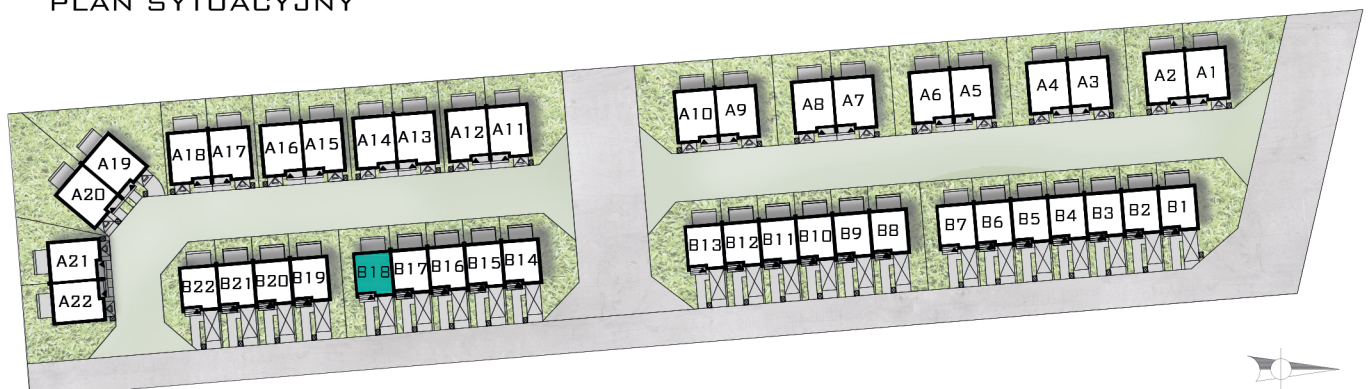 PLAN SYTUACYJNY
A2 A1
A4 A3
A6 A5
A8 A7
A10 A9
A12 A11
A14 A13
A16 A15
A18 A17
A19
A20
A21
A22
B7 B6 B5 B4 B3 B2 B1
B13 B12 B11 B10 B9 B8
B18 B17 B16 B15 B14
B22 B21 B20 B19